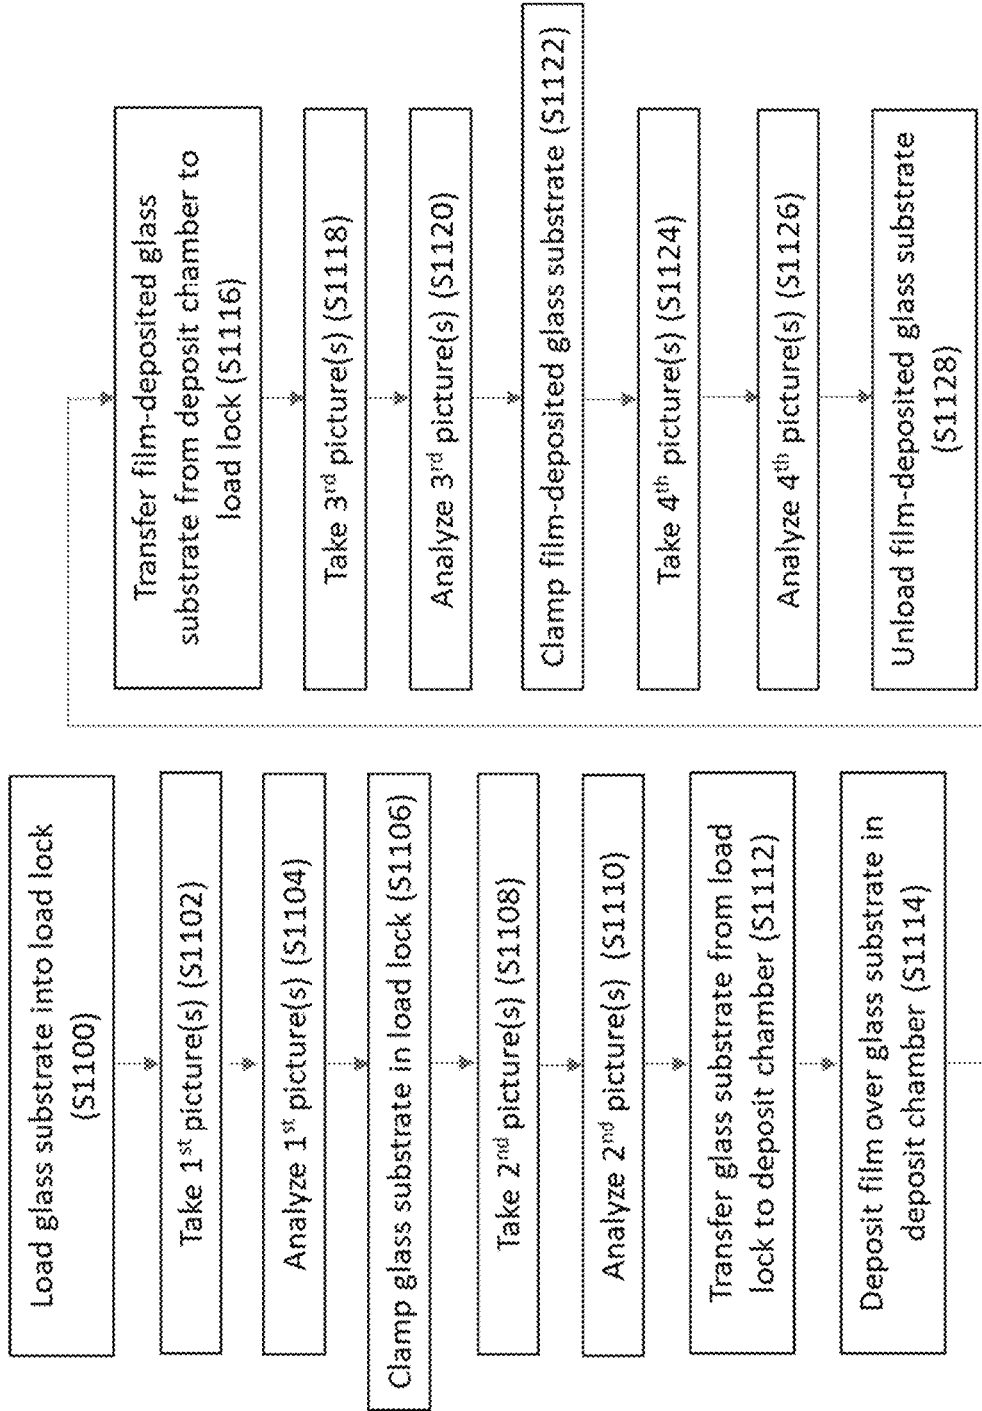 Load glass substrate into load lock
(S1100)
Take 1st picture(s) (S1102)
Analyze 1st picture(s) (S1104)
Clamp glass substrate in load lock (S1106)
Take 2nd picture(s) (S1108)
Analyze 2nd picture(s) (S1110)
Transfer glass substrate from load
lock to deposit chamber (S1112)
Deposit film over glass substrate in
deposit chamber (S1114)
Transfer film-deposited glass
substrate from deposit chamber to
load lock (S1116)
Take 3rd picture(s) (S1118)
Analyze 3rd picture(s) (S1120)
Clamp film-deposited glass substrate (S1122)
Take 4th picture(s) (S1124)
Analyze 4th picture(s) (S1126)
Unload film-deposited glass substrate
(S1128)